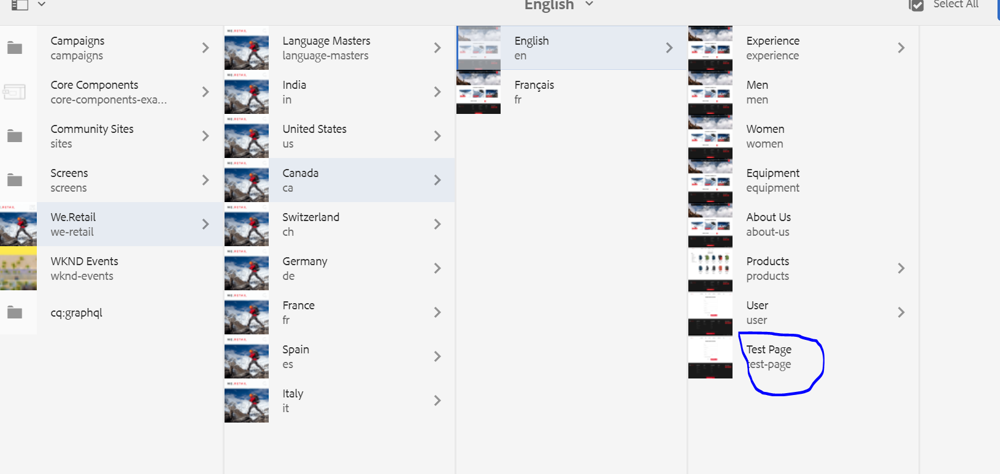 English
Select All
Campaigns
campaigns
Core Components
core-components-exa...
Community Sites
sites
Screens
screens
We.Retail
we-retail
WKND Events
wknd-events
cq:graphql
Language Masters
language-masters
India
in
United States
us
Canada
ca
Switzerland
ch
Germany
de
France
fr
Spain
es
Italy
it
English
en
Français
fr
Experience
experience
Men
men
Women
women
Equipment
equipment
About Us
about-us
Products
products
User
user
Test Page
test-page